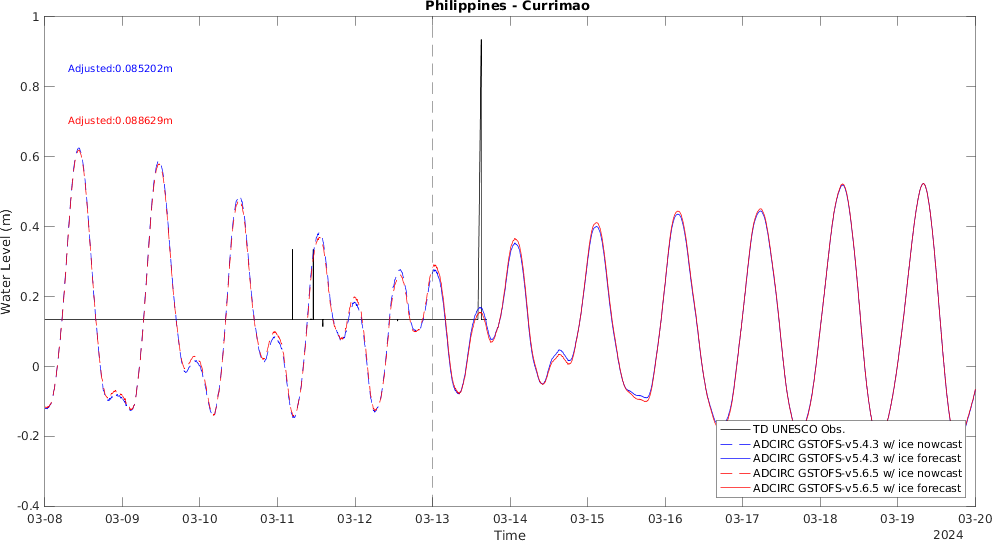 Philippines - Currimao
1
0.8
0.6
0.4
0.2
0
-0.2
-0.4
Water Level (m)
Adjusted:0.085202m
Adjusted:0.088629m
TD UNESCO Obs.
ADCIRC GSTOFS-v5.4.3 w/ ice nowcast
ADCIRC GSTOFS-v5.4.3 w/ ice forecast
ADCIRC GSTOFS-v5.6.5 w/ ice nowcast
ADCIRC GSTOFS-v5.6.5 w/ ice forecast
03-08 03-09 03-10 03-11 03-12 03-13 03-14 03-15 03-16 03-17 03-18 03-19 03-20
Time
2024